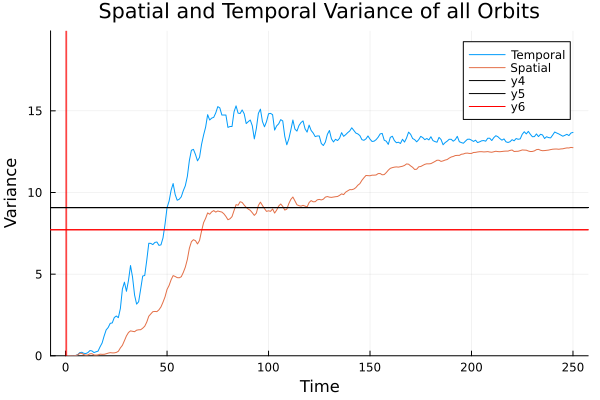 Spatial and Temporal Variance of all Orbits
Temporal
Spatial
y4
y5
y6
15
10
5
0
Variance
0 50 100 150 200 250
Time